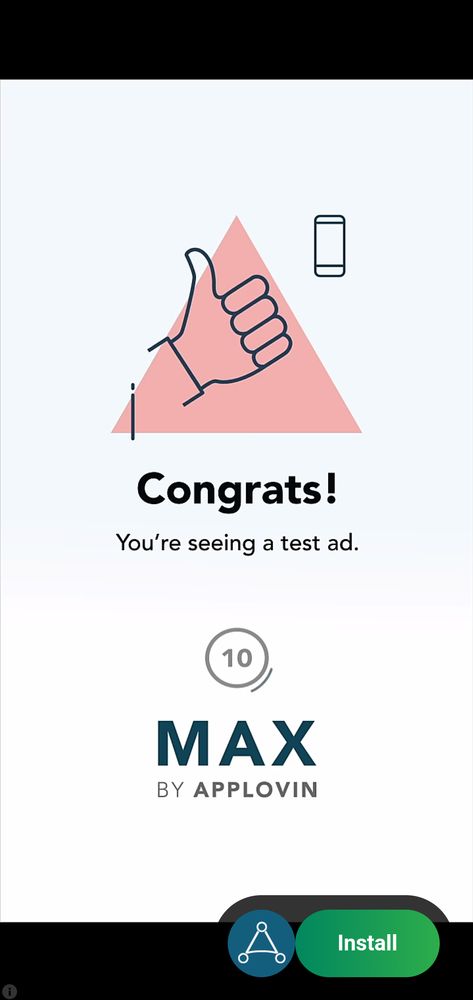 Congrats!
You're seeing a test ad.
10
MAX
BY APPLOVIN
Install